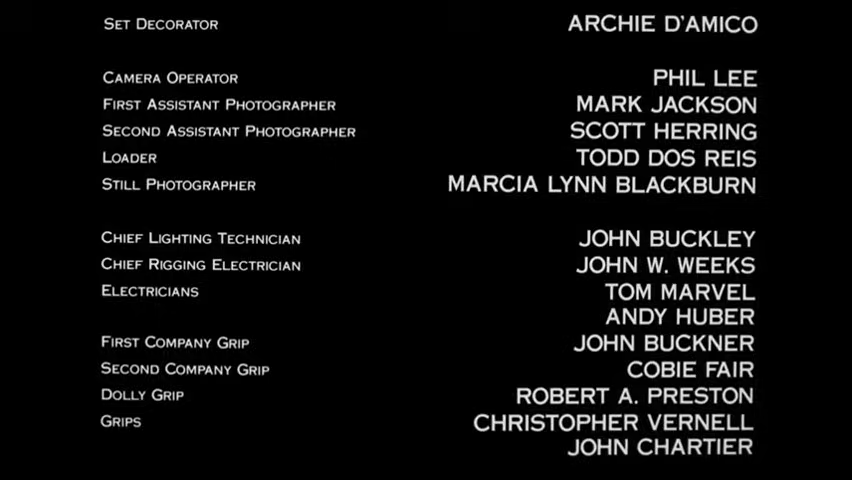 SET DECORATOR ARCHIE D'AMICO
CAMERA OPERATOR PHIL LEE
FIRST ASSISTANT PHOTOGRAPHER MARK JACKSON
SECOND ASSISTANT PHOTOGRAPHER SCOTT HERRING
LOADER TODD DOS REIS
STILL PHOTOGRAPHER MARCIA LYNN BLACKBURN
CHIEF LIGHTING TECHNICIAN JOHN BUCKLEY
CHIEF RIGGING ELECTRICIAN JOHN W. WEEKS
ELECTRICIANS TOM MARVEL
ANDY HUBER
FIRST COMPANY GRIP JOHN BUCKNER
SECOND COMPANY GRIP COBIE FAIR
DOLLY GRIP ROBERT A. PRESTON
GRIPS CHRISTOPHER VERNELL
JOHN CHARTIER